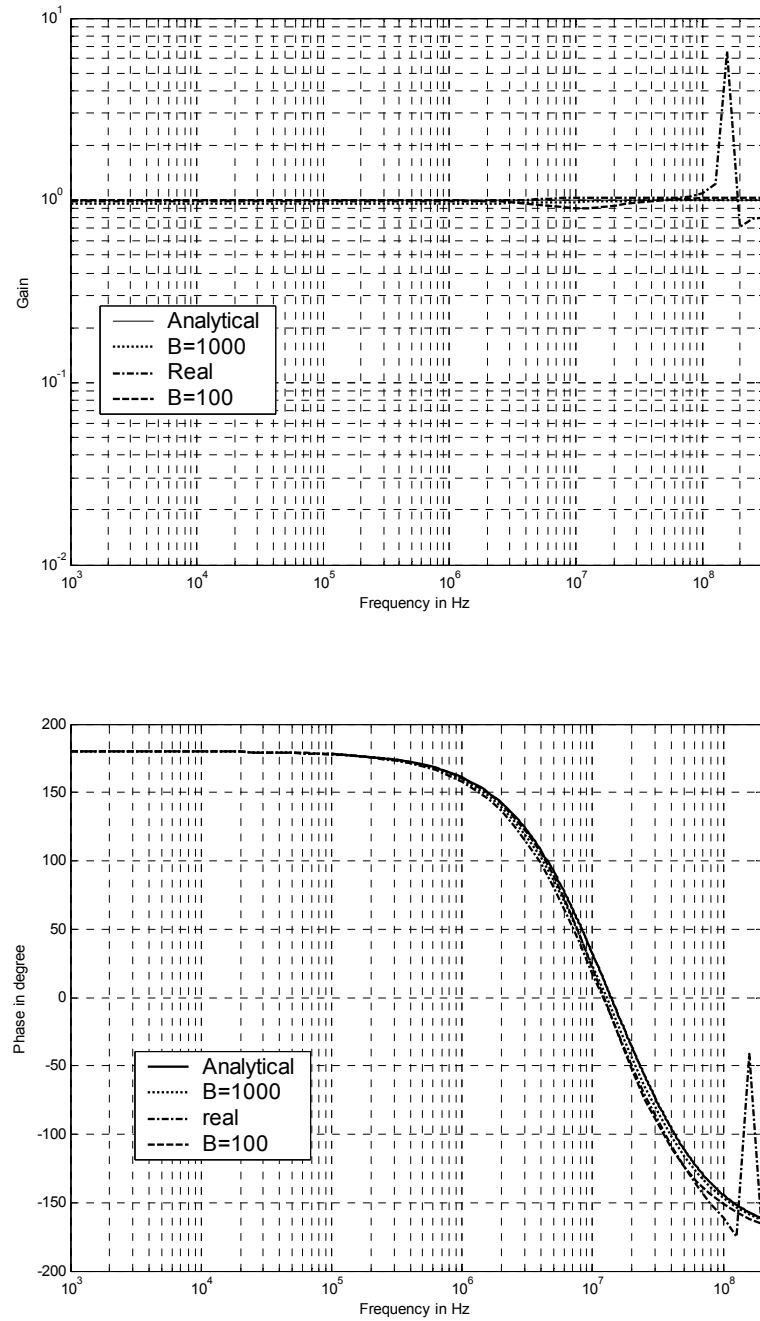 10^1
10^0
10^-1
10^-2
Gain
Analytical
B=1000
Real
B=100
10^3 10^4 10^5 10^6 10^7 10^8
Frequency in Hz
200
150
100
50
0
-50
-100
-150
-200
Phase in degree
Analytical
B=1000
real
B=100
10^3 10^4 10^5 10^6 10^7 10^8
Frequency in Hz